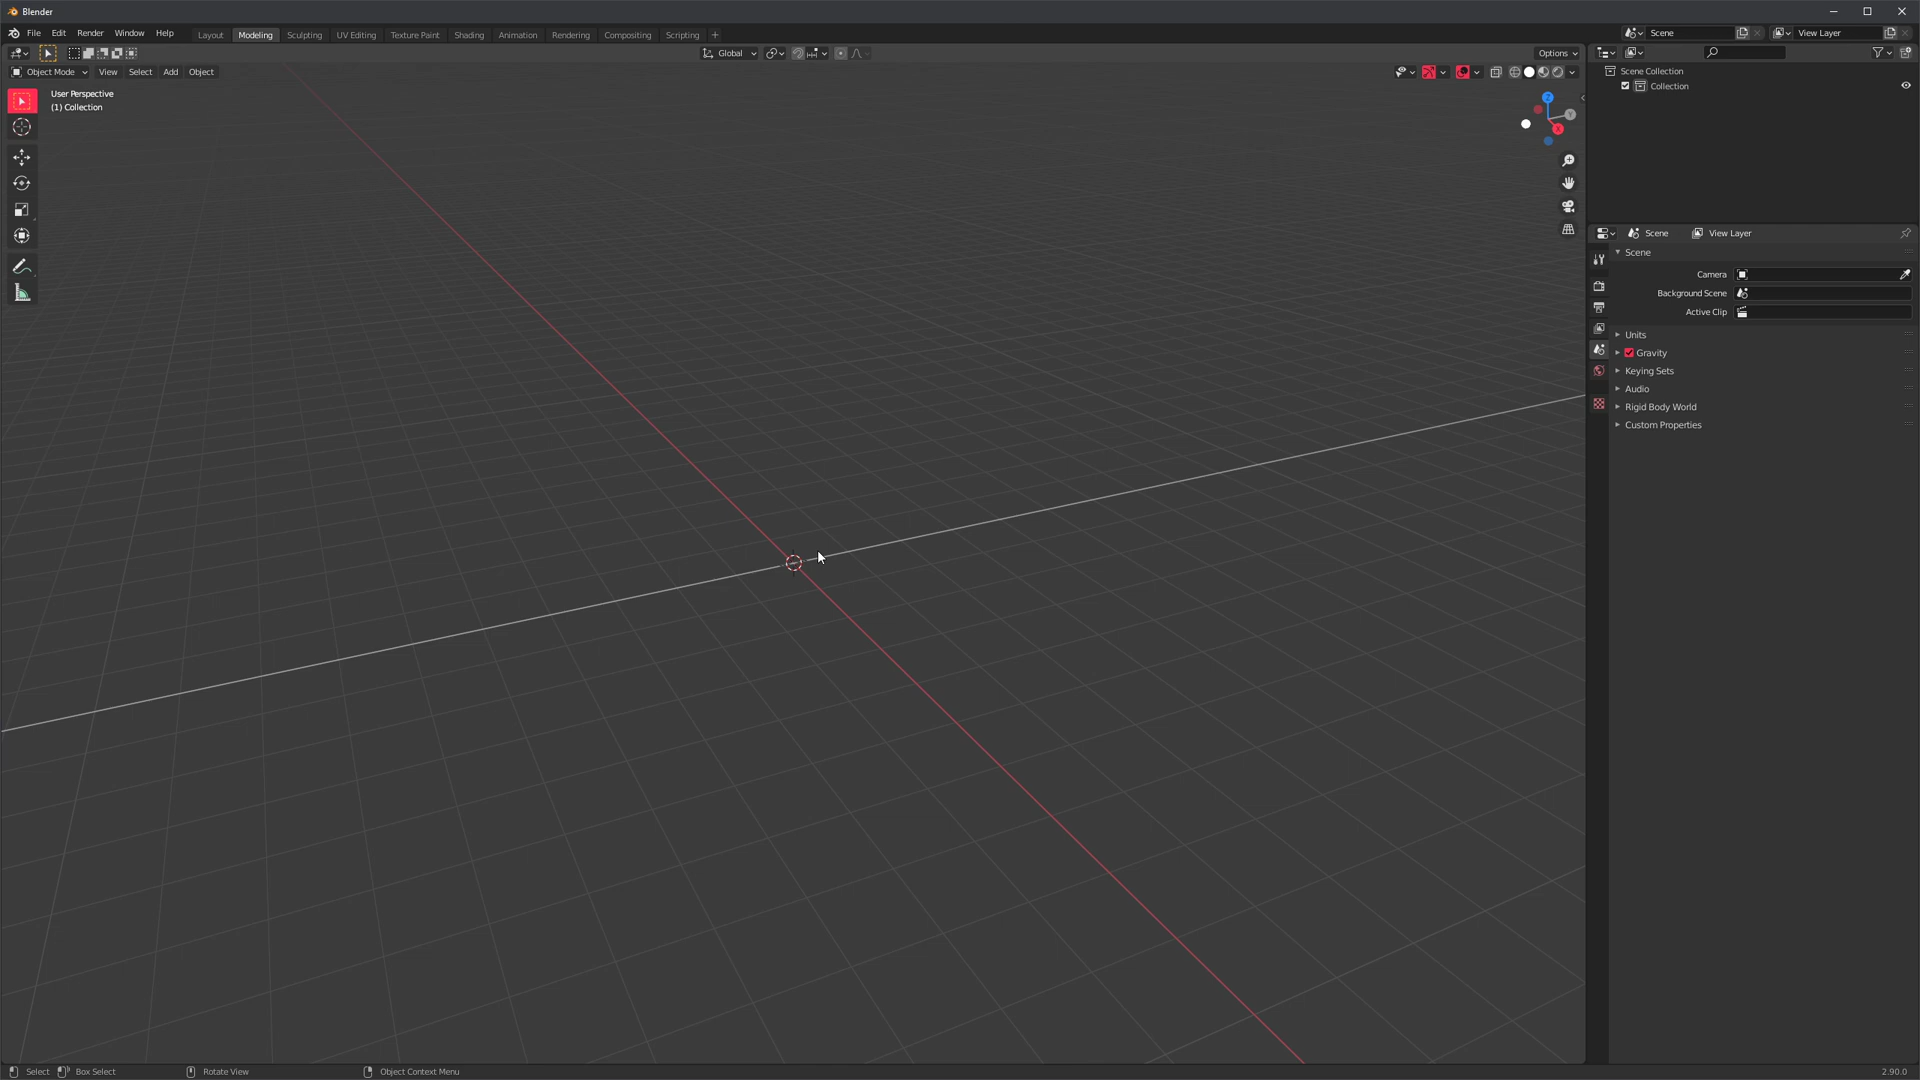 Blender
File Edit Render Window Help Layout Modeling Sculpting UV Editing Texture Paint Shading Animation Rendering Compositing Scripting + Scene View Layer
Global Options
Object Mode View Select Add Object
User Perspective
(1) Collection
Z
Y
X
Scene Collection
Collection
Scene View Layer
Scene
Camera
Background Scene
Active Clip
Units
Gravity
Keying Sets
Audio
Rigid Body World
Custom Properties
Select Box Select Rotate View Object Context Menu 2.90.0